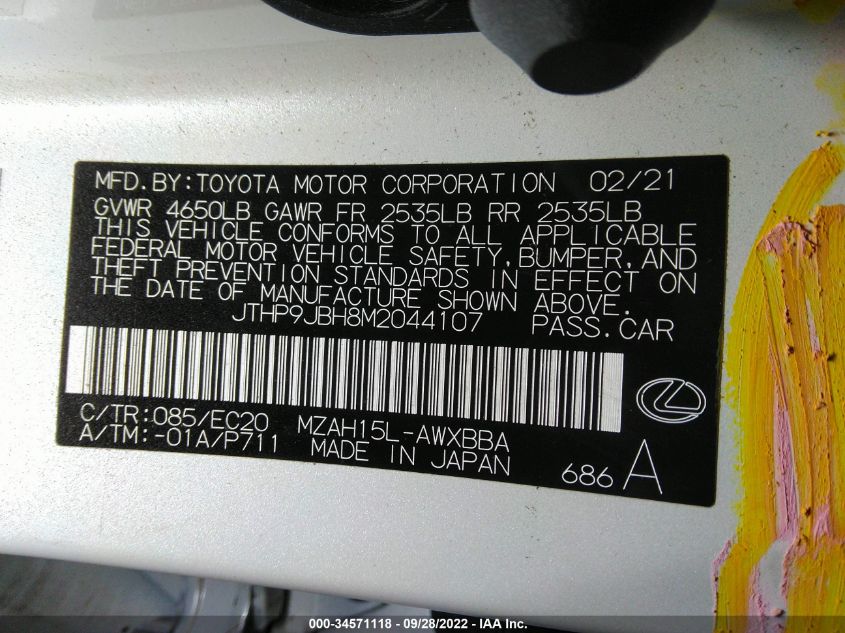 MFD.BY:TOYOTA MOTOR CORPORATION 02/21
GVWR 4650LB GAWR FR 2535LB RR 2535LB
THIS VEHICLE CONFORMS TO ALL APPLICABLE
FEDERAL MOTOR VEHICLE SAFETY, BUMPER, AND
THEFT PREVENTION STANDARDS IN EFFECT ON
THE DATE OF MANUFACTURE SHOWN ABOVE.
JTHP9JBH8M2044107 PASS.CAR
C/TR:085/EC20 MZAH15L-AWXBBA
A/TM:-01A/P711 MADE IN JAPAN
686 A
000-34571118 - 09/28/2022 - IAA Inc.